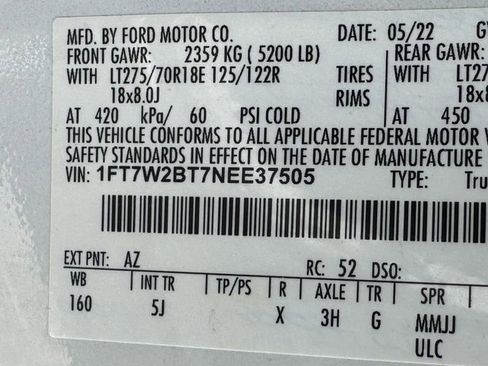 MFD. BY FORD MOTOR CO. 05/22
FRONT GAWR: 2359 KG ( 5200 LB) REAR GAWR:
WITH LT275/70R18E 125/122R TIRES WITH
18x8.0J RIMS 18x8
AT 420 kPa/ 60 PSI COLD AT 450
THIS VEHICLE CONFORMS TO ALL APPLICABLE FEDERAL MOTOR
SAFETY STANDARDS IN EFFECT ON THE DATE OF MANUFACTURE
VIN: 1FT7W2BT7NEE37505 TYPE:
EXT PNT: AZ RC: 52 DSO:
WB INT TR TP/PS R AXLE TR SPR
160 5J X 3H G MMJJ
ULC